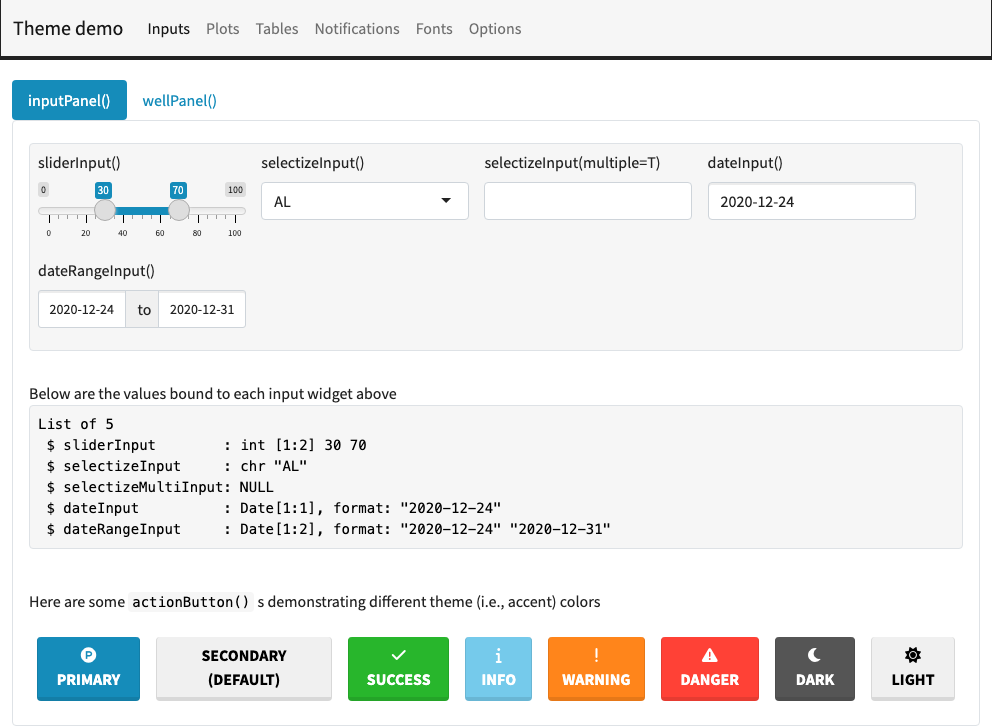 Theme demo Inputs Plots Tables Notifications Fonts Options
inputPanel() wellPanel()
sliderInput() selectizeInput() selectizeInput(multiple=T) dateInput()
0 30 70 100
AL 2020-12-24
0 20 40 60 80 100
dateRangeInput()
2020-12-24 to 2020-12-31
Below are the values bound to each input widget above
List of 5
$ sliderInput : int [1:2] 30 70
$ selectizeInput : chr "AL"
$ selectizeMultiInput: NULL
$ dateInput : Date[1:1], format: "2020-12-24"
$ dateRangeInput : Date[1:2], format: "2020-12-24" "2020-12-31"
Here are some actionButton() s demonstrating different theme (i.e., accent) colors
P
PRIMARY
SECONDARY
(DEFAULT)
SUCCESS
i
INFO
!
WARNING
!
DANGER
DARK
LIGHT